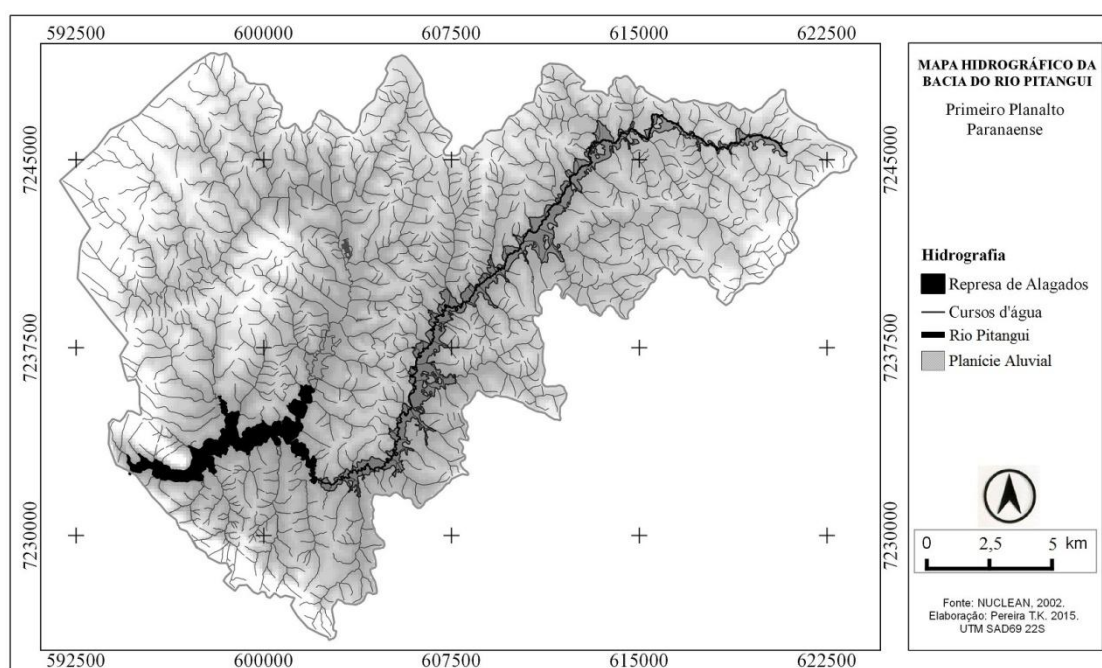 592500 600000 607500 615000 622500
7245000 7245000
7237500 7237500
7230000 7230000
592500 600000 607500 615000 622500
MAPA HIDROGRÁFICO DA
BACIA DO RIO PITANGUI
Primeiro Planalto
Paranaense
Hidrografia
Represa de Alagados
Cursos d'água
Rio Pitangui
Planície Aluvial
0 2,5 5 km
Fonte: NUCLEAN, 2002.
Elaboração: Pereira T.K. 2015.
UTM SAD69 22S